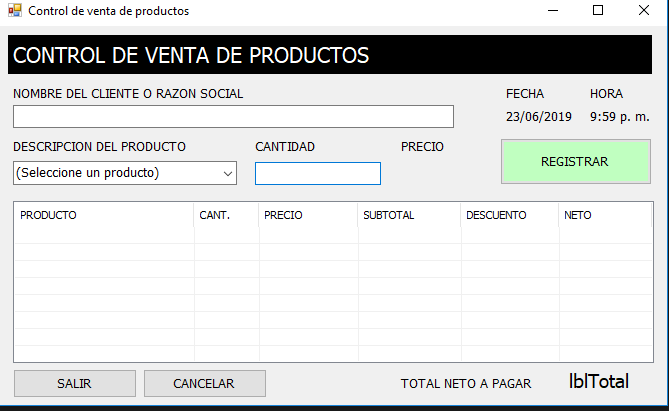 Control de venta de productos
CONTROL DE VENTA DE PRODUCTOS
NOMBRE DEL CLIENTE O RAZON SOCIAL
FECHA HORA
23/06/2019 9:59 p. m.
DESCRIPCION DEL PRODUCTO CANTIDAD PRECIO
(Seleccione un producto)
REGISTRAR
PRODUCTO CANT. PRECIO SUBTOTAL DESCUENTO NETO
SALIR CANCELAR TOTAL NETO A PAGAR lblTotal